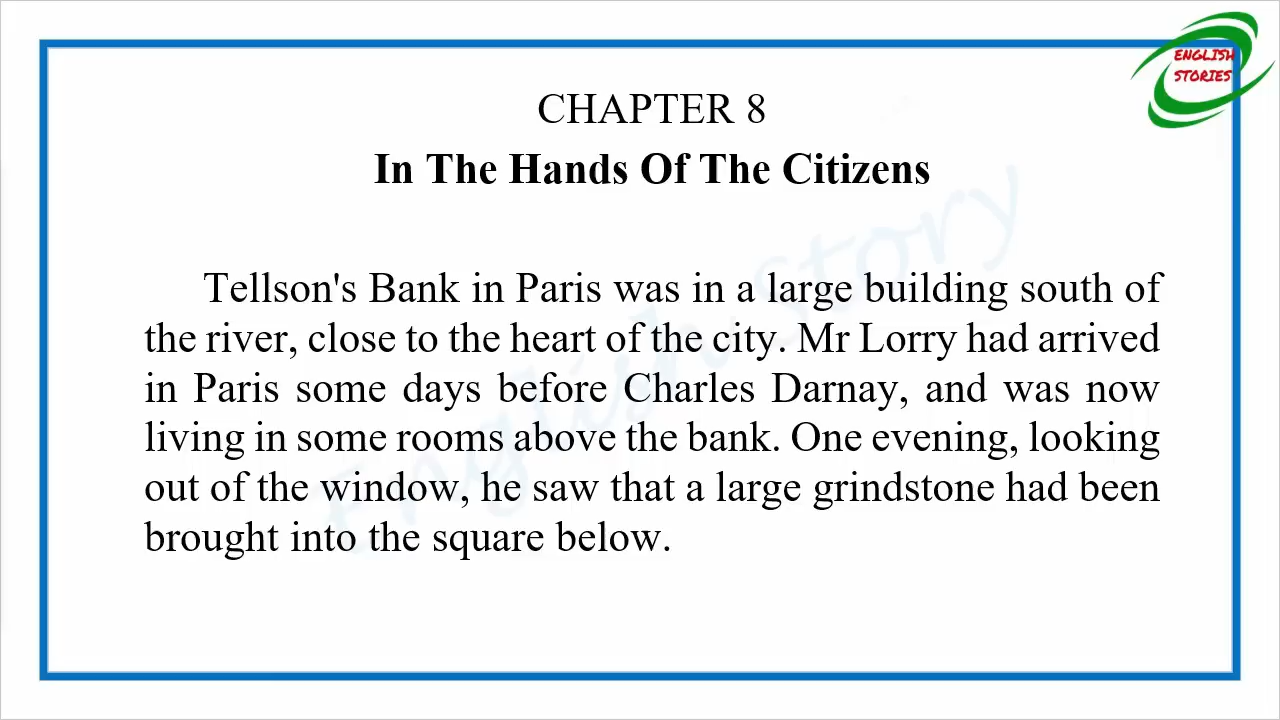 ENGLISH
STORIES
CHAPTER 8
In The Hands Of The Citizens
Tellson's Bank in Paris was in a large building south of
the river, close to the heart of the city. Mr Lorry had arrived
in Paris some days before Charles Darnay, and was now
living in some rooms above the bank. One evening, looking
out of the window, he saw that a large grindstone had been
brought into the square below.
English Story